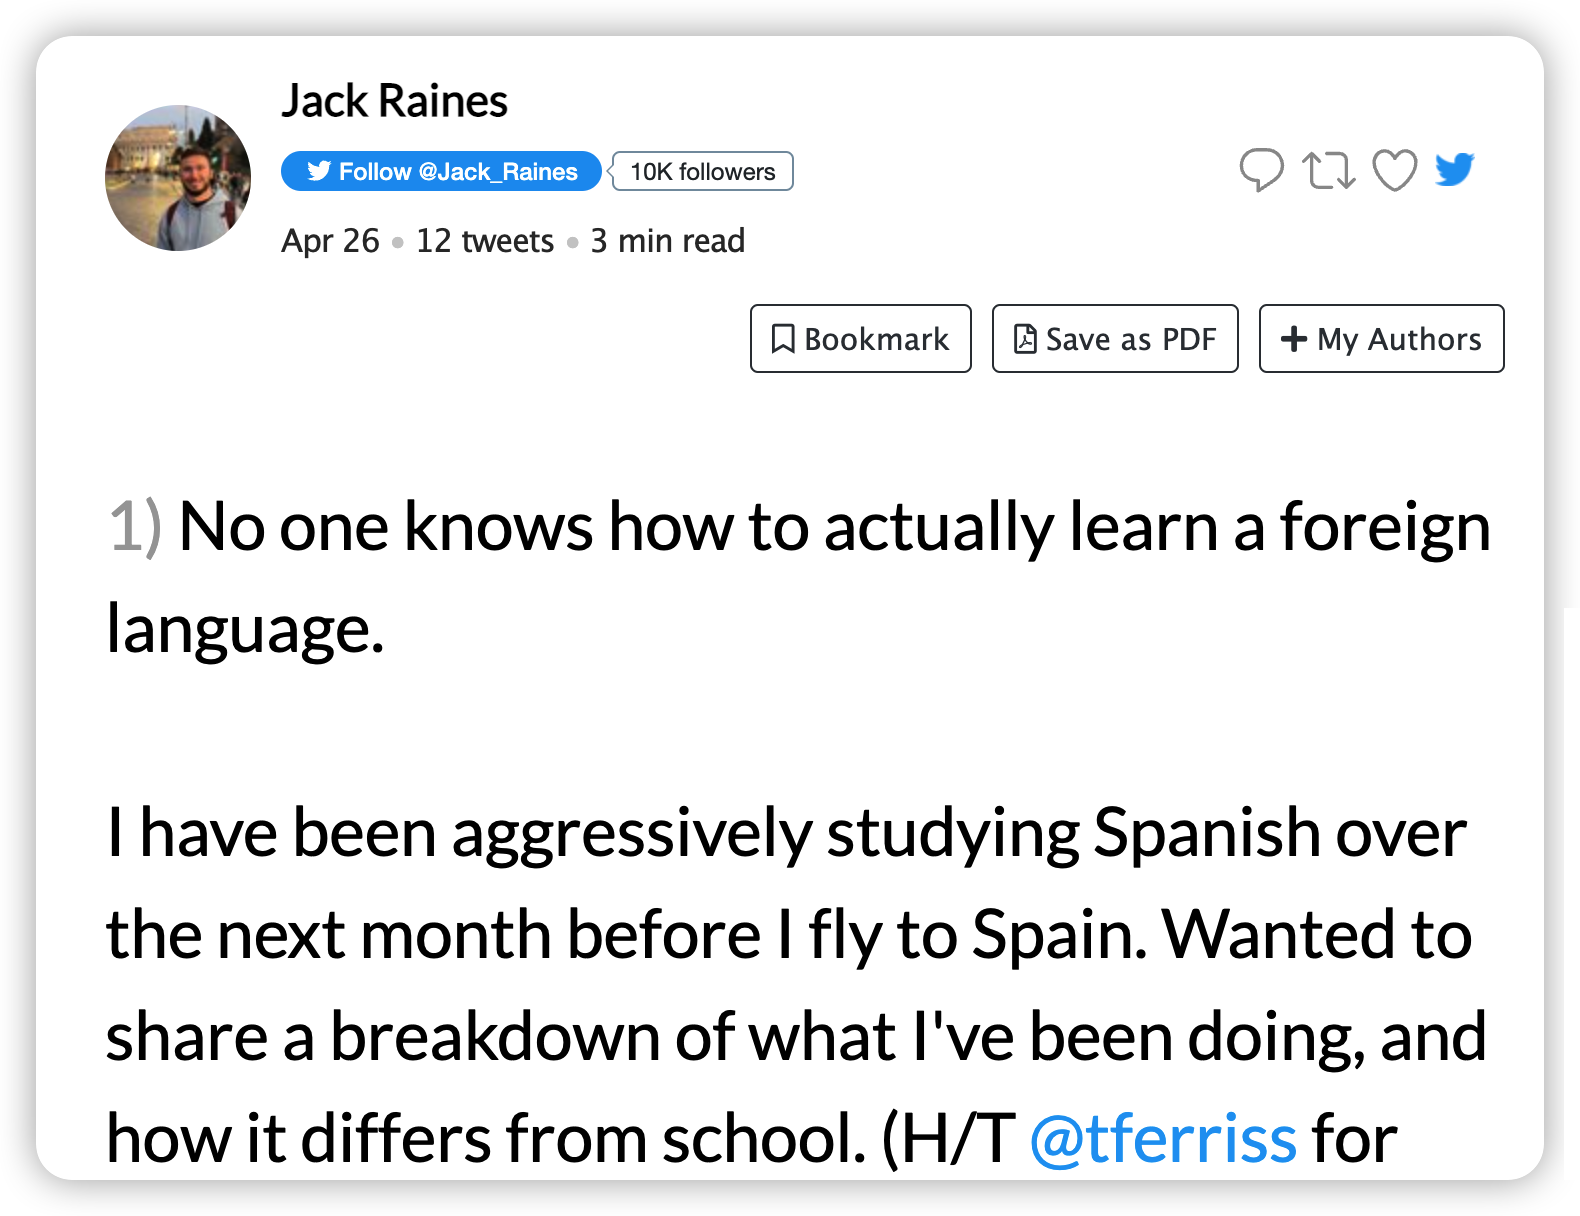 Jack Raines
Follow @Jack_Raines 10K followers
Apr 26 • 12 tweets • 3 min read
Bookmark Save as PDF My Authors
1) No one knows how to actually learn a foreign
language.
I have been aggressively studying Spanish over
the next month before I fly to Spain. Wanted to
share a breakdown of what I've been doing, and
how it differs from school. (H/T @tferriss for